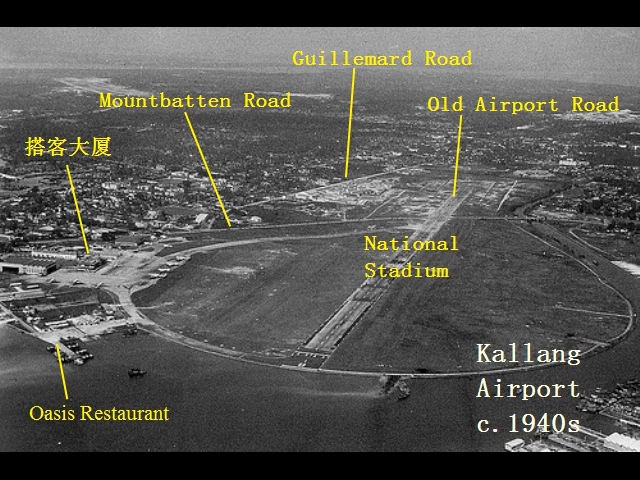 Guillemard Road
Mountbatten Road
Old Airport Road
搭客大厦
National
Stadium
Kallang
Airport
c.1940s
Oasis Restaurant